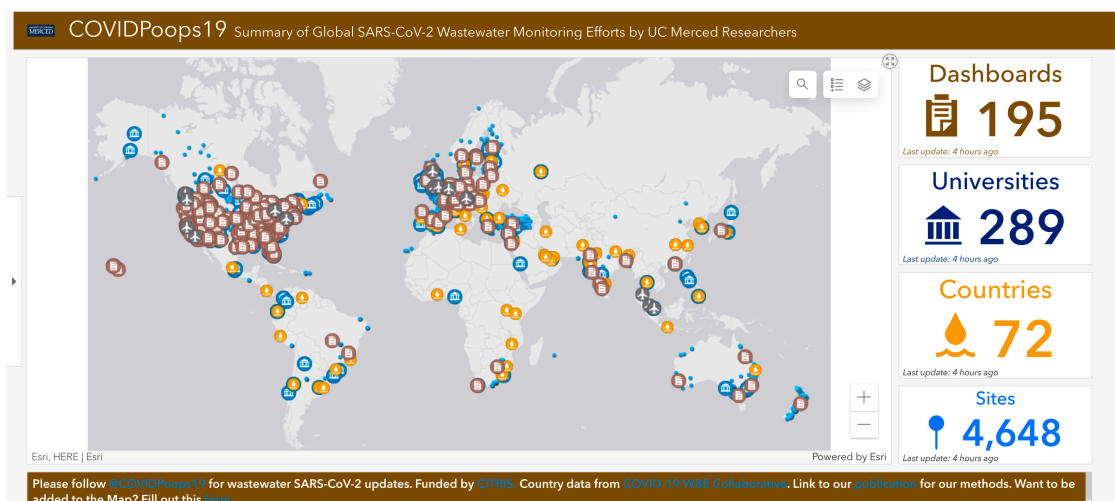 MERCED
COVIDPoops19 Summary of Global SARS-CoV-2 Wastewater Monitoring Efforts by UC Merced Researchers
Dashboards
195
Last update: 4 hours ago
Universities
289
Last update: 4 hours ago
Countries
72
Last update: 4 hours ago
Sites
4,648
Last update: 4 hours ago
+
−
Esri, HERE | Esri
Powered by Esri
Please follow @COVIDPoops19 for wastewater SARS-CoV-2 updates. Funded by CITRIS. Country data from COVID-19 WBE Collaborative. Link to our publication for our methods. Want to be
added to the Map? Fill out this form.